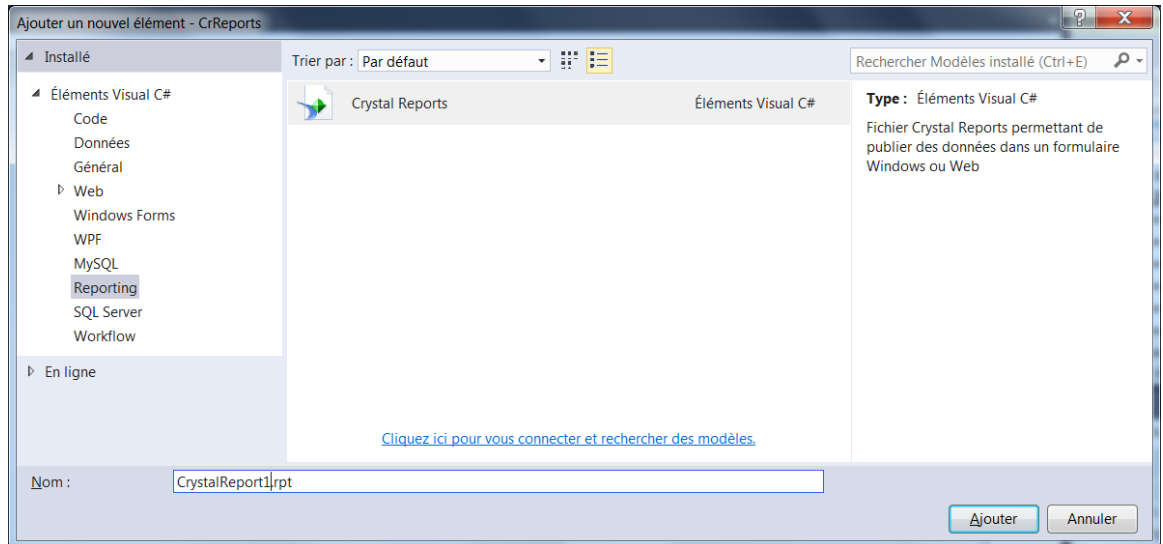 Ajouter un nouvel élément - CrReports
Installé
Trier par : Par défaut
Rechercher Modèles installé (Ctrl+E)
Éléments Visual C#
Code
Données
Général
Web
Windows Forms
WPF
MySQL
Reporting
SQL Server
Workflow
En ligne
Crystal Reports Éléments Visual C#
Type : Éléments Visual C#
Fichier Crystal Reports permettant de
publier des données dans un formulaire
Windows ou Web
Cliquez ici pour vous connecter et rechercher des modèles.
Nom : CrystalReport1.rpt
Ajouter Annuler